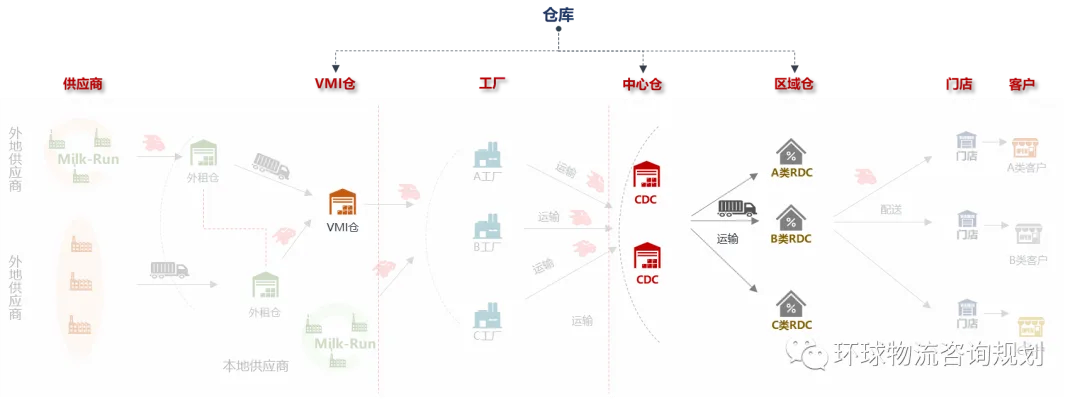 仓库
供应商
VMI仓
工厂
中心仓
区域仓
门店
客户
外地供应商
Milk-Run
外租仓
VMI仓
A工厂
运输
CDC
A类RDC
门店
A类客户
外地供应商
外租仓
B工厂
运输
运输
CDC
运输
B类RDC
配送
门店
B类客户
本地供应商
Milk-Run
C工厂
运输
C类RDC
门店
环球物流咨询规划